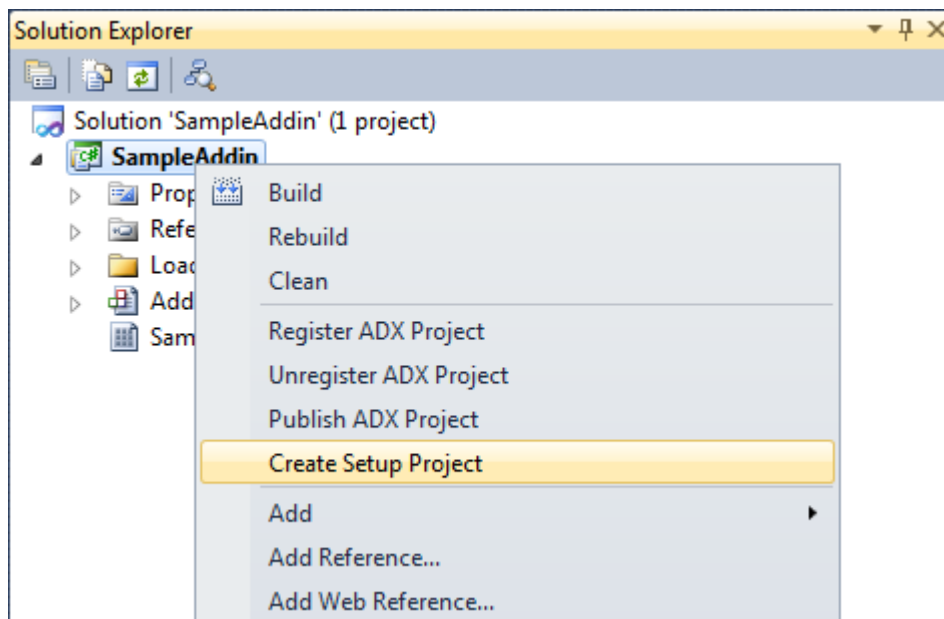 Solution Explorer
Solution 'SampleAddin' (1 project)
SampleAddin
Prop
Build
Refe
Rebuild
Load
Clean
Add
Register ADX Project
Sam
Unregister ADX Project
Publish ADX Project
Create Setup Project
Add
Add Reference...
Add Web Reference...